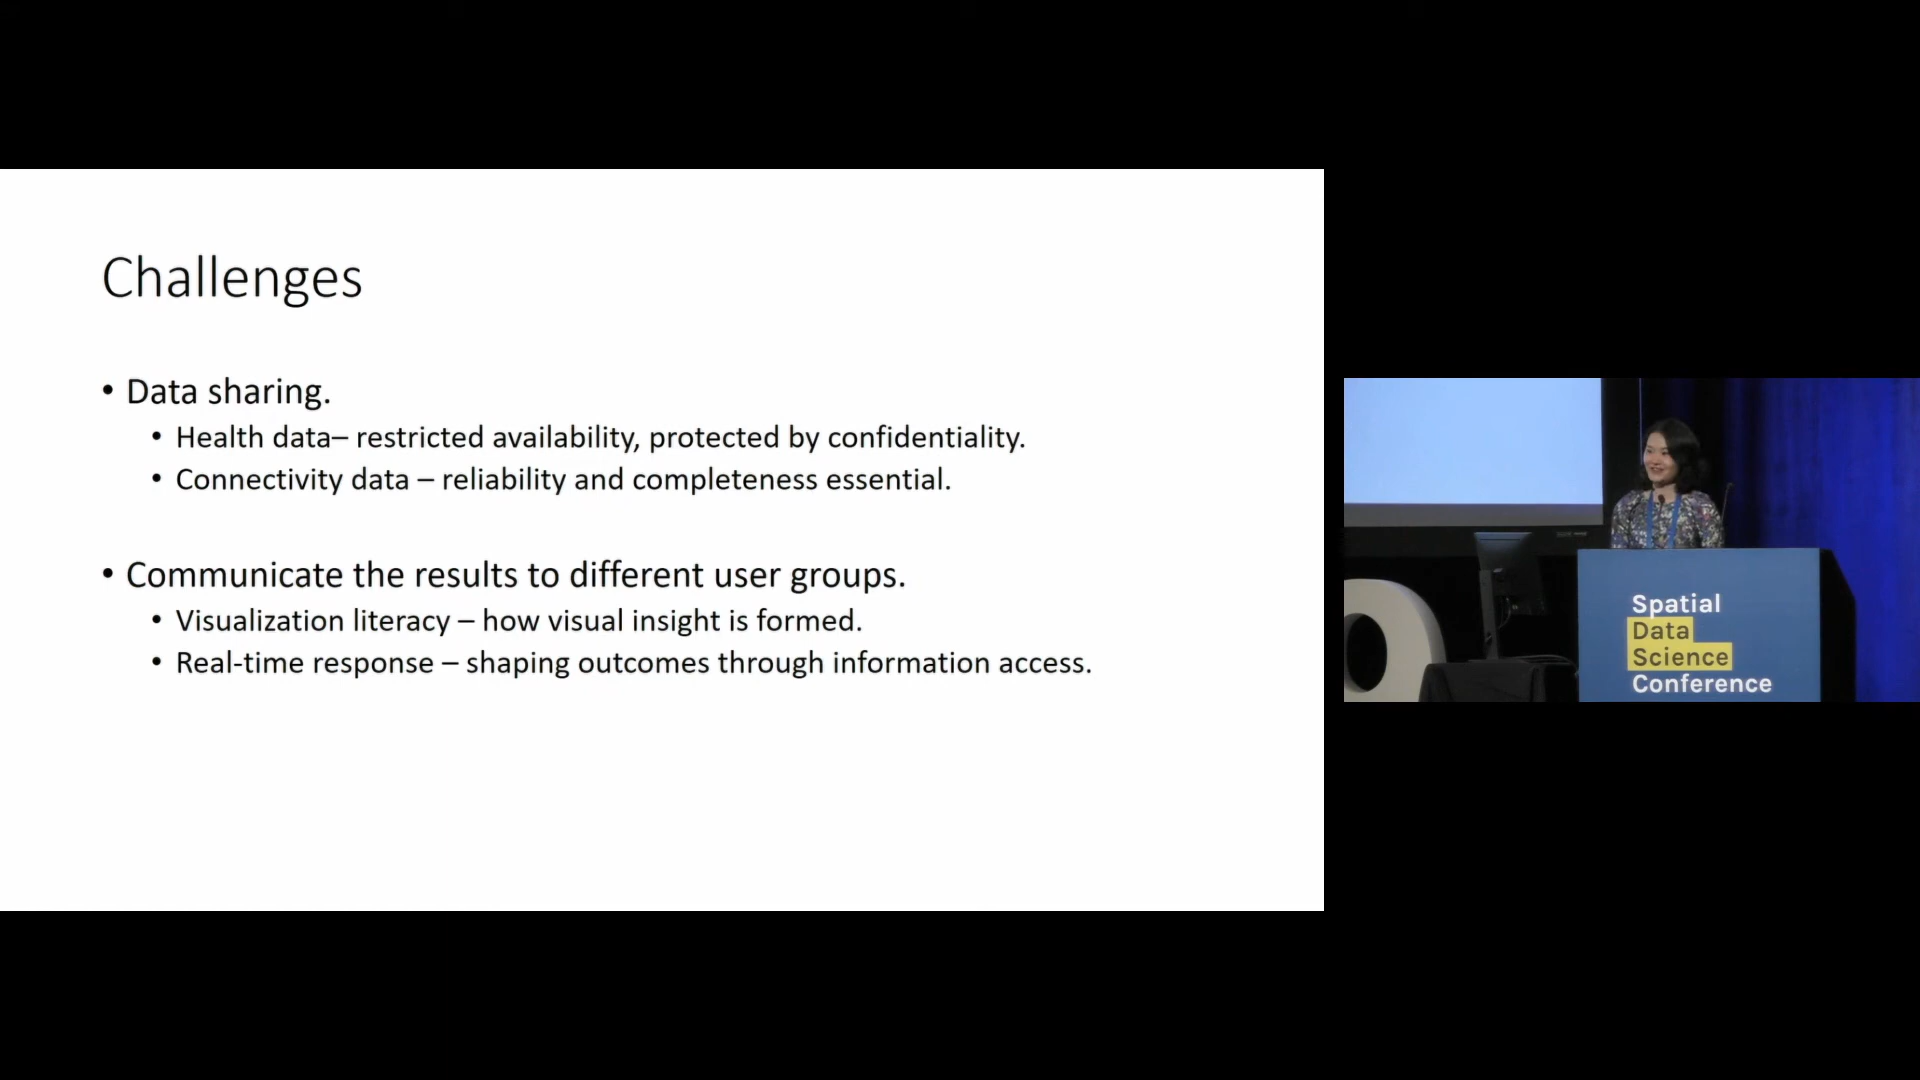 Challenges
• Data sharing.
• Health data– restricted availability, protected by confidentiality.
• Connectivity data – reliability and completeness essential.
• Communicate the results to different user groups.
• Visualization literacy – how visual insight is formed.
• Real-time response – shaping outcomes through information access.
Spatial
Data
Science
Conference